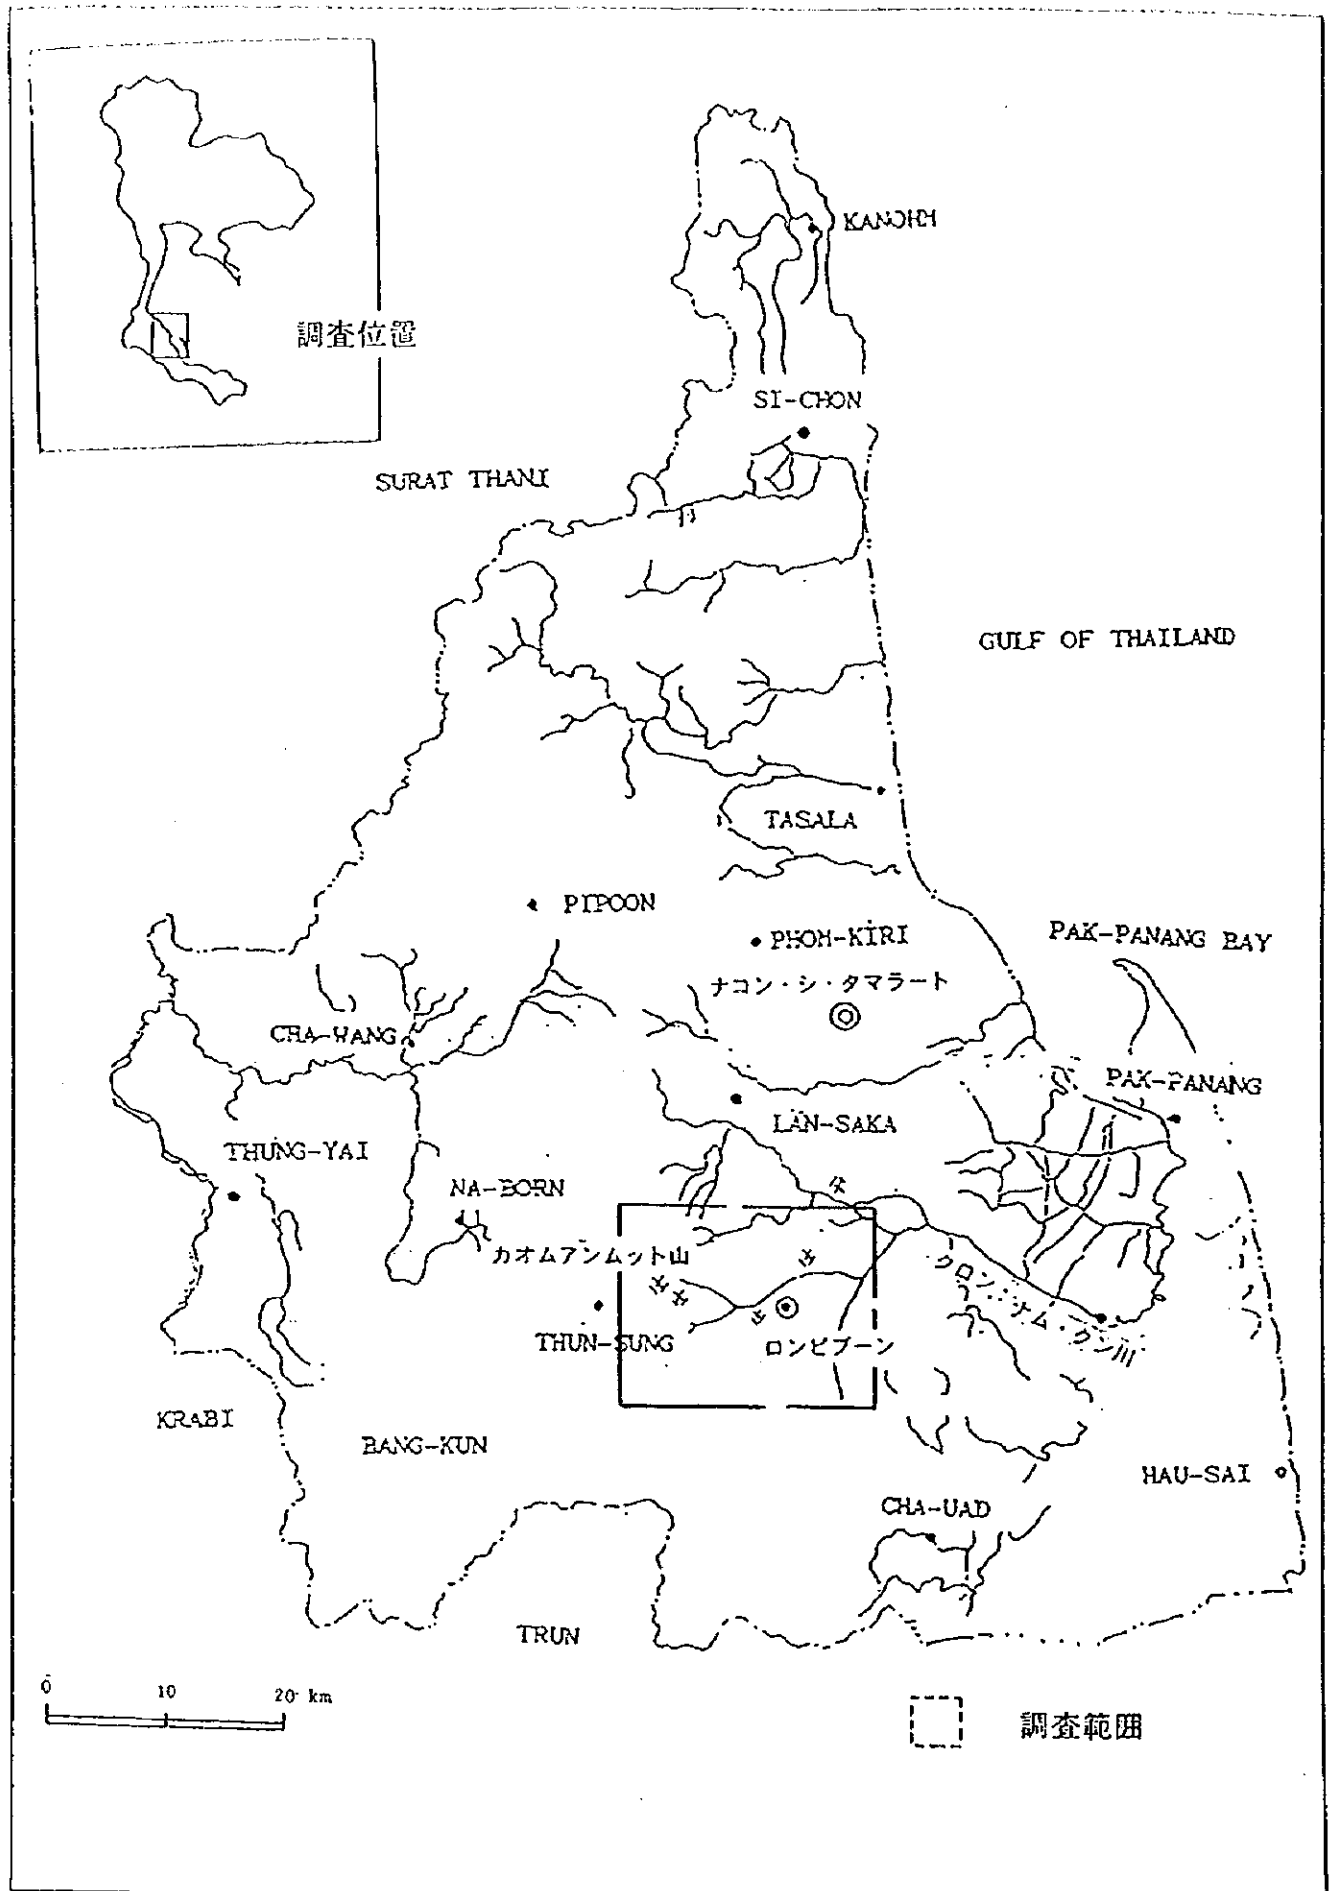 調査位置
KANOHH
SI-CHON
SURAT THANI
GULF OF THAILAND
TASALA
PIPOON
PHOH-KIRI
PAK-PANANG BAY
ナコン・シ・タマラート
CHA-WANG
PAK-PANANG
LAN-SAKA
THUNG-YAI
NA-BORN
カオムアンムット山
クロン・ナム・クン川
THUN-SUNG
ロンピブーン
KRABI
BANG-KUN
HAU-SAI
CHA-UAD
TRUN
0 10 20 km
調査範囲